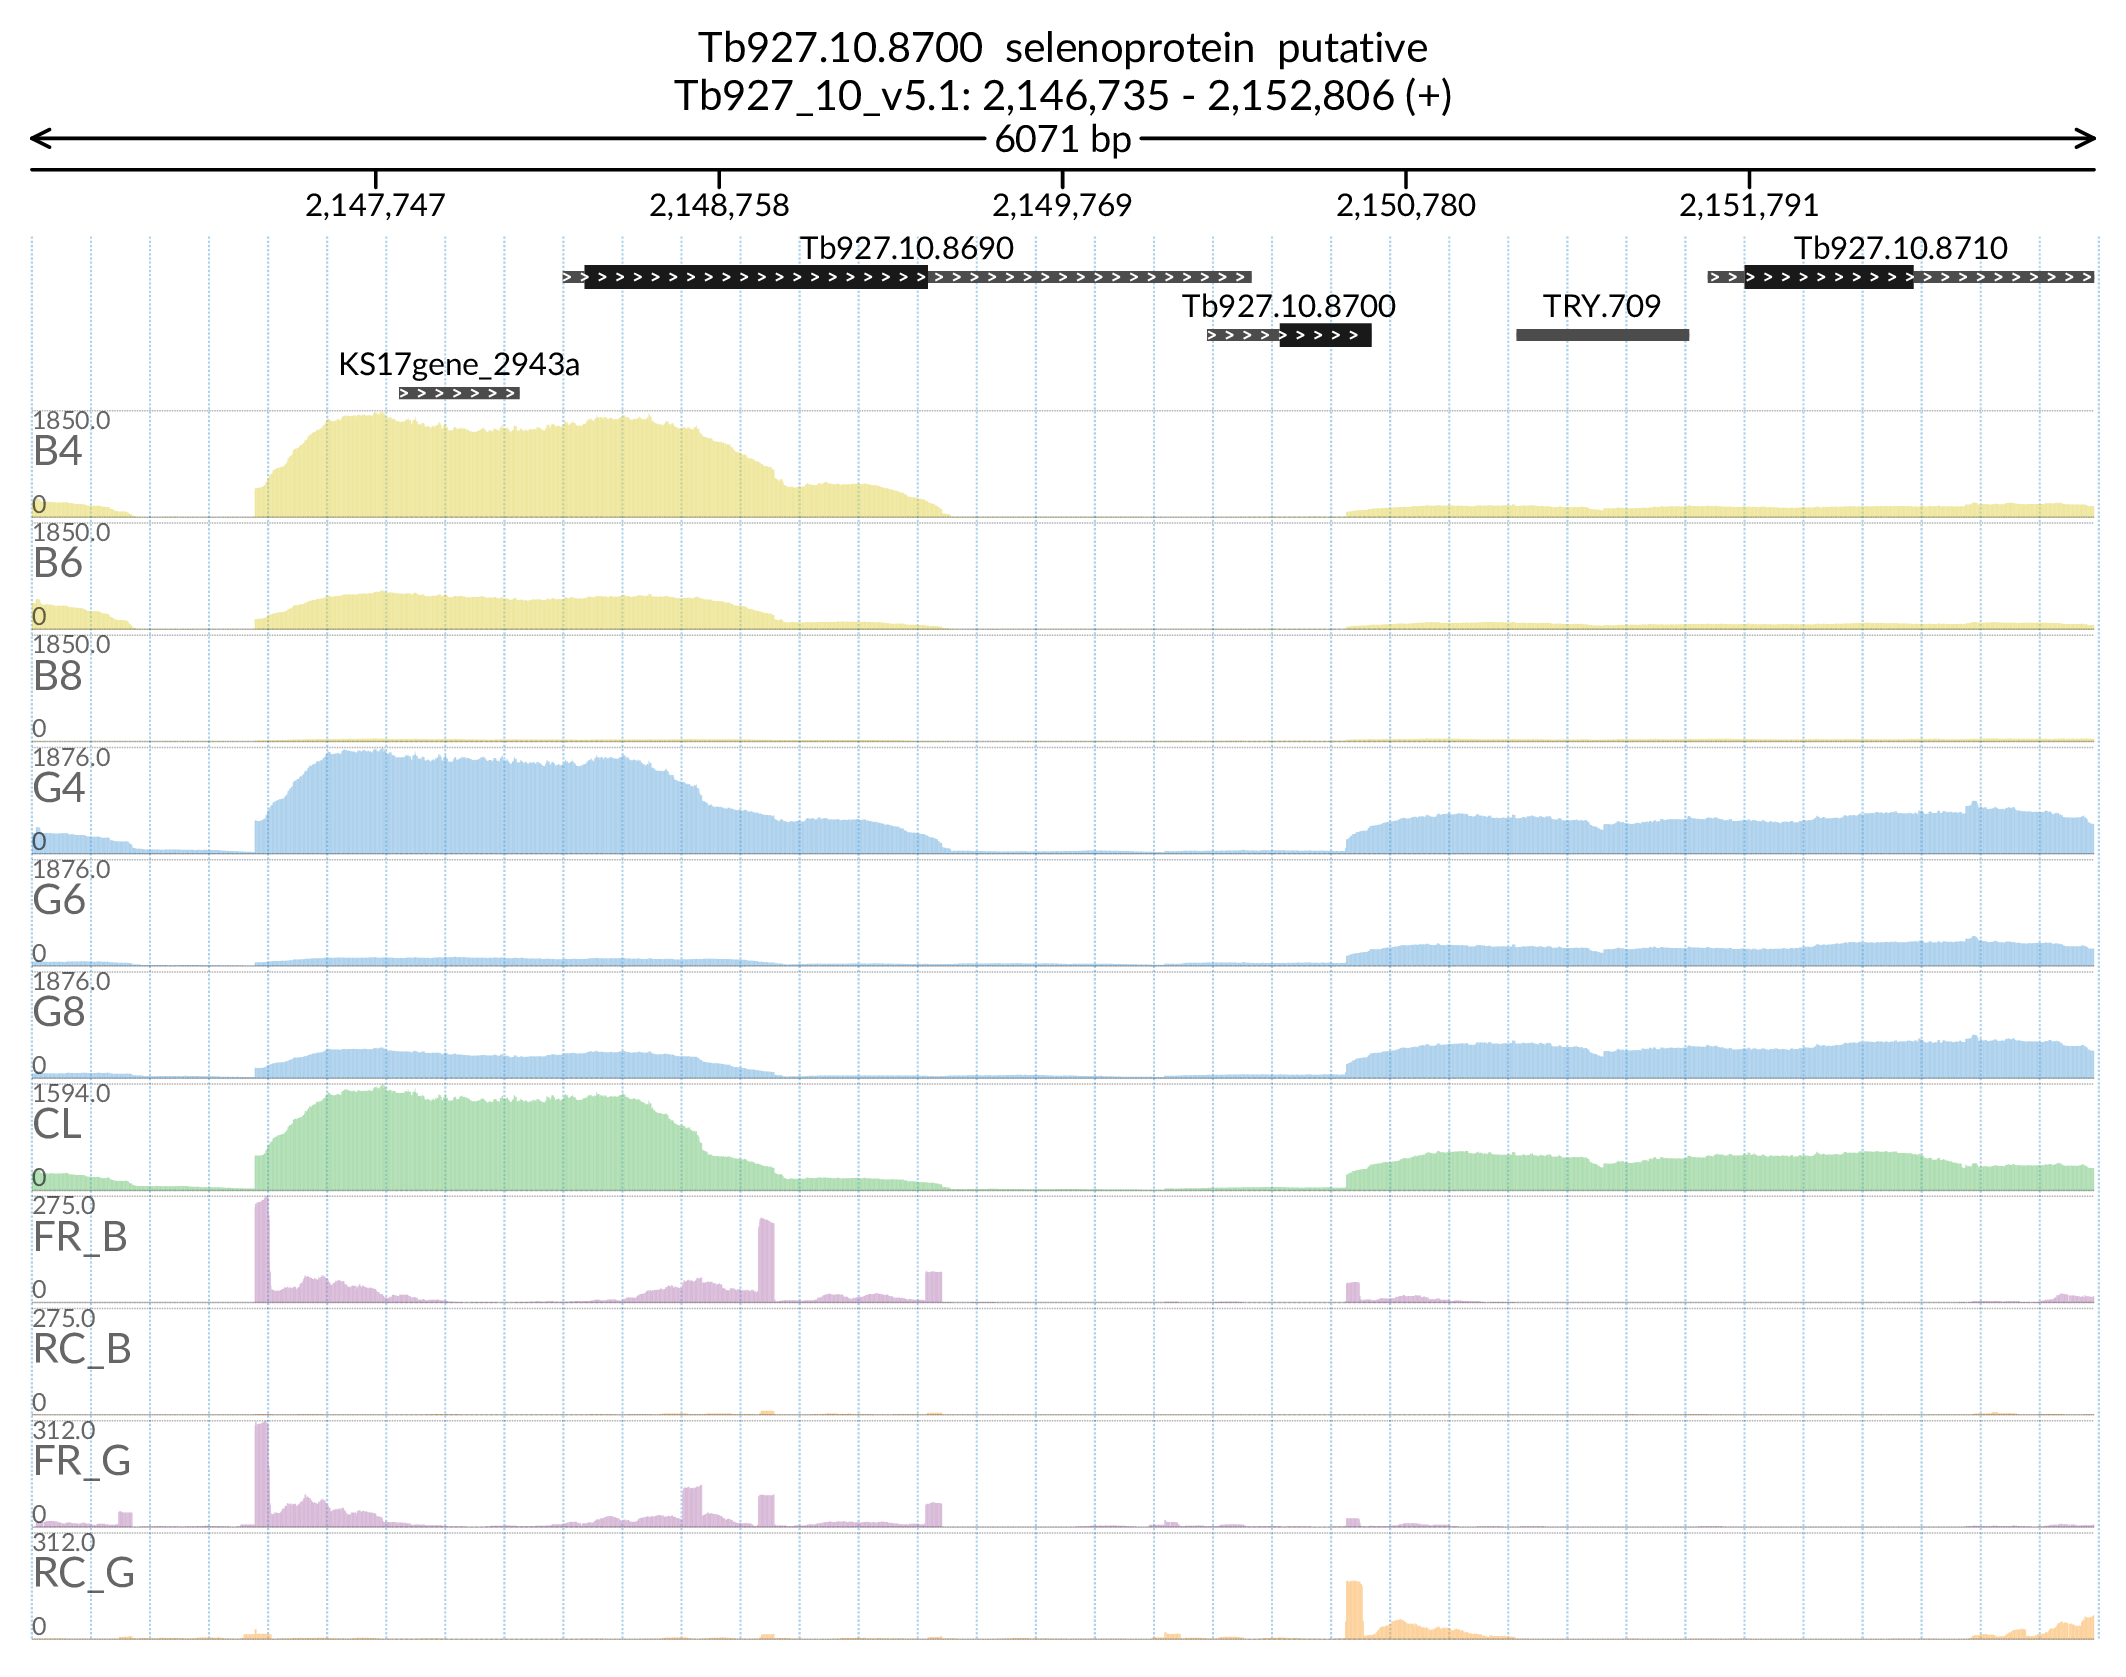 Tb927.10.8700 selenoprotein putative
Tb927_10_v5.1: 2,146,735 - 2,152,806 (+)
6071 bp
2,147,747 2,148,758 2,149,769 2,150,780 2,151,791
Tb927.10.8690 Tb927.10.8710
Tb927.10.8700 TRY.709
KS17gene_2943a
1850.0
B4
0
1850.0
B6
0
1850.0
B8
0
1876.0
G4
0
1876.0
G6
0
1876.0
G8
0
1594.0
CL
0
275.0
FR_B
0
275.0
RC_B
0
312.0
FR_G
0
312.0
RC_G
0